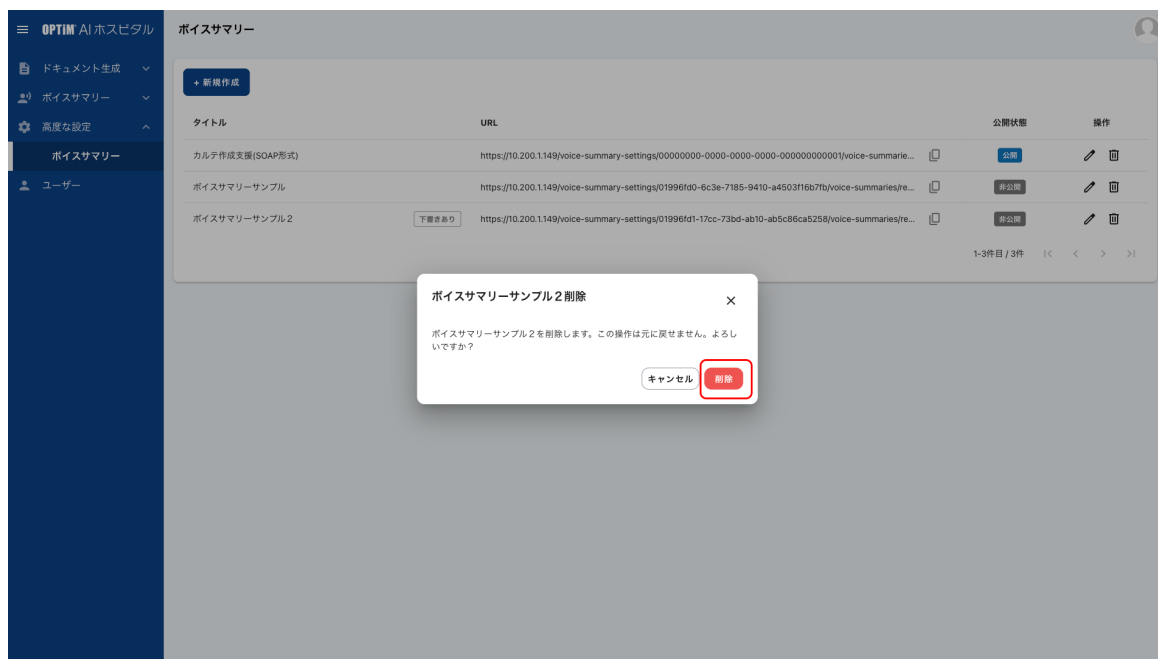 OPTiM AI ホスピタル
ボイスサマリー
ドキュメント生成
ボイスサマリー
高度な設定
ボイスサマリー
ユーザー
+ 新規作成
タイトル URL 公開状態 操作
カルテ作成支援(SOAP形式) https://10.200.1.149/voice-summary-settings/00000000-0000-0000-0000-000000000001/voice-summarie... 公開
ボイスサマリーサンプル https://10.200.1.149/voice-summary-settings/01996fd0-6c3e-7185-9410-a4503f16b7fb/voice-summaries/re... 非公開
ボイスサマリーサンプル２ 下書きあり https://10.200.1.149/voice-summary-settings/01996fd1-17cc-73bd-ab10-ab5c86ca5258/voice-summaries/re... 非公開
1-3件目 / 3件
ボイスサマリーサンプル２削除
ボイスサマリーサンプル２を削除します。この操作は元に戻せません。よろし
いですか？
キャンセル 削除